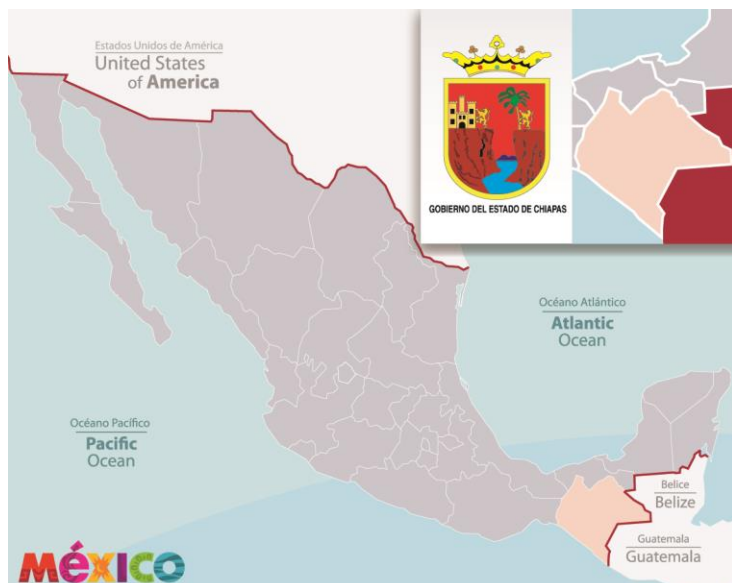 Estados Unidos de América
United States
of America
GOBIERNO DEL ESTADO DE CHIAPAS
Océano Atlántico
Atlantic
Ocean
Océano Pacífico
Pacific
Ocean
Belice
Belize
Guatemala
Guatemala
MéXICO